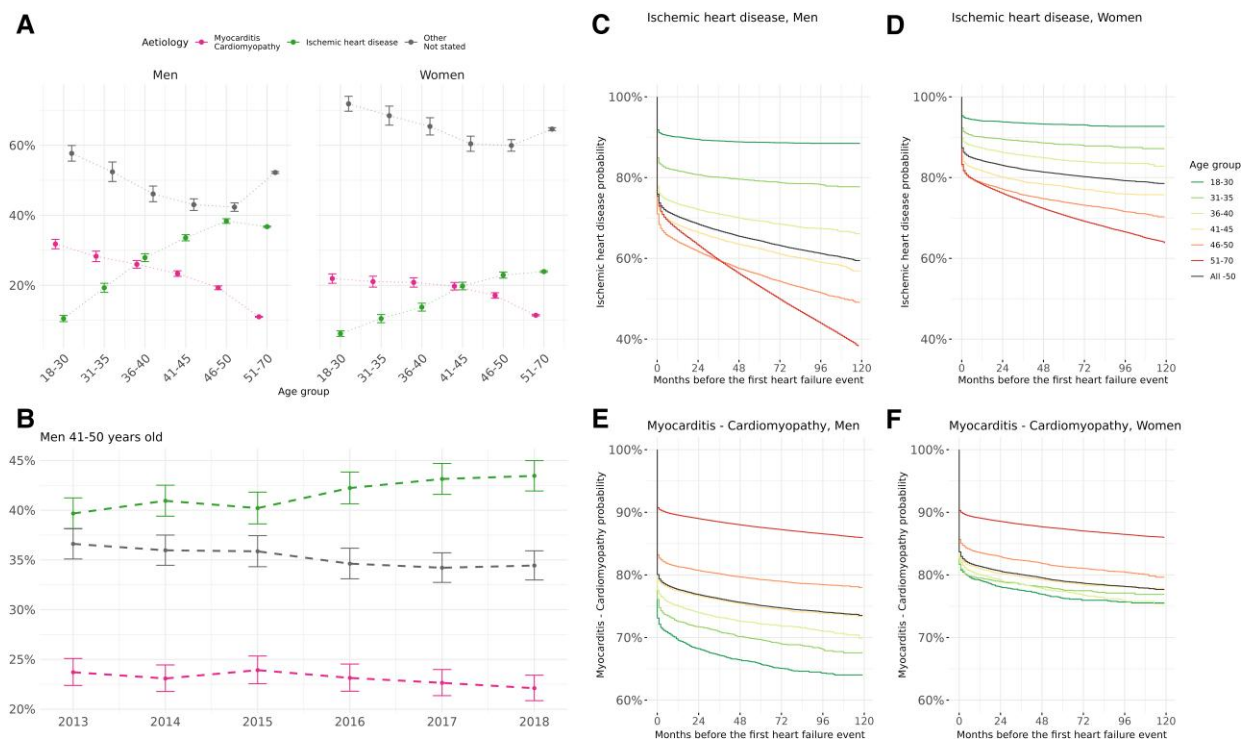 A
Aetiology
Myocarditis
Cardiomyopathy
Ischemic heart disease
Other
Not stated
Men
Women
60%
40%
20%
18-30
31-35
36-40
41-45
46-50
51-70
18-30
31-35
36-40
41-45
46-50
51-70
Age group
B
Men 41-50 years old
45%
40%
35%
30%
25%
20%
2013
2014
2015
2016
2017
2018
C
Ischemic heart disease, Men
Ischemic heart disease probability
100%
80%
60%
40%
0
24
48
72
96
120
Months before the first heart failure event
D
Ischemic heart disease, Women
Ischemic heart disease probability
100%
80%
60%
40%
0
24
48
72
96
120
Months before the first heart failure event
Age group
18-30
31-35
36-40
41-45
46-50
51-70
All -50
E
Myocarditis - Cardiomyopathy, Men
Myocarditis - Cardiomyopathy probability
100%
90%
80%
70%
60%
0
24
48
72
96
120
Months before the first heart failure event
F
Myocarditis - Cardiomyopathy, Women
Myocarditis - Cardiomyopathy probability
100%
90%
80%
70%
60%
0
24
48
72
96
120
Months before the first heart failure event